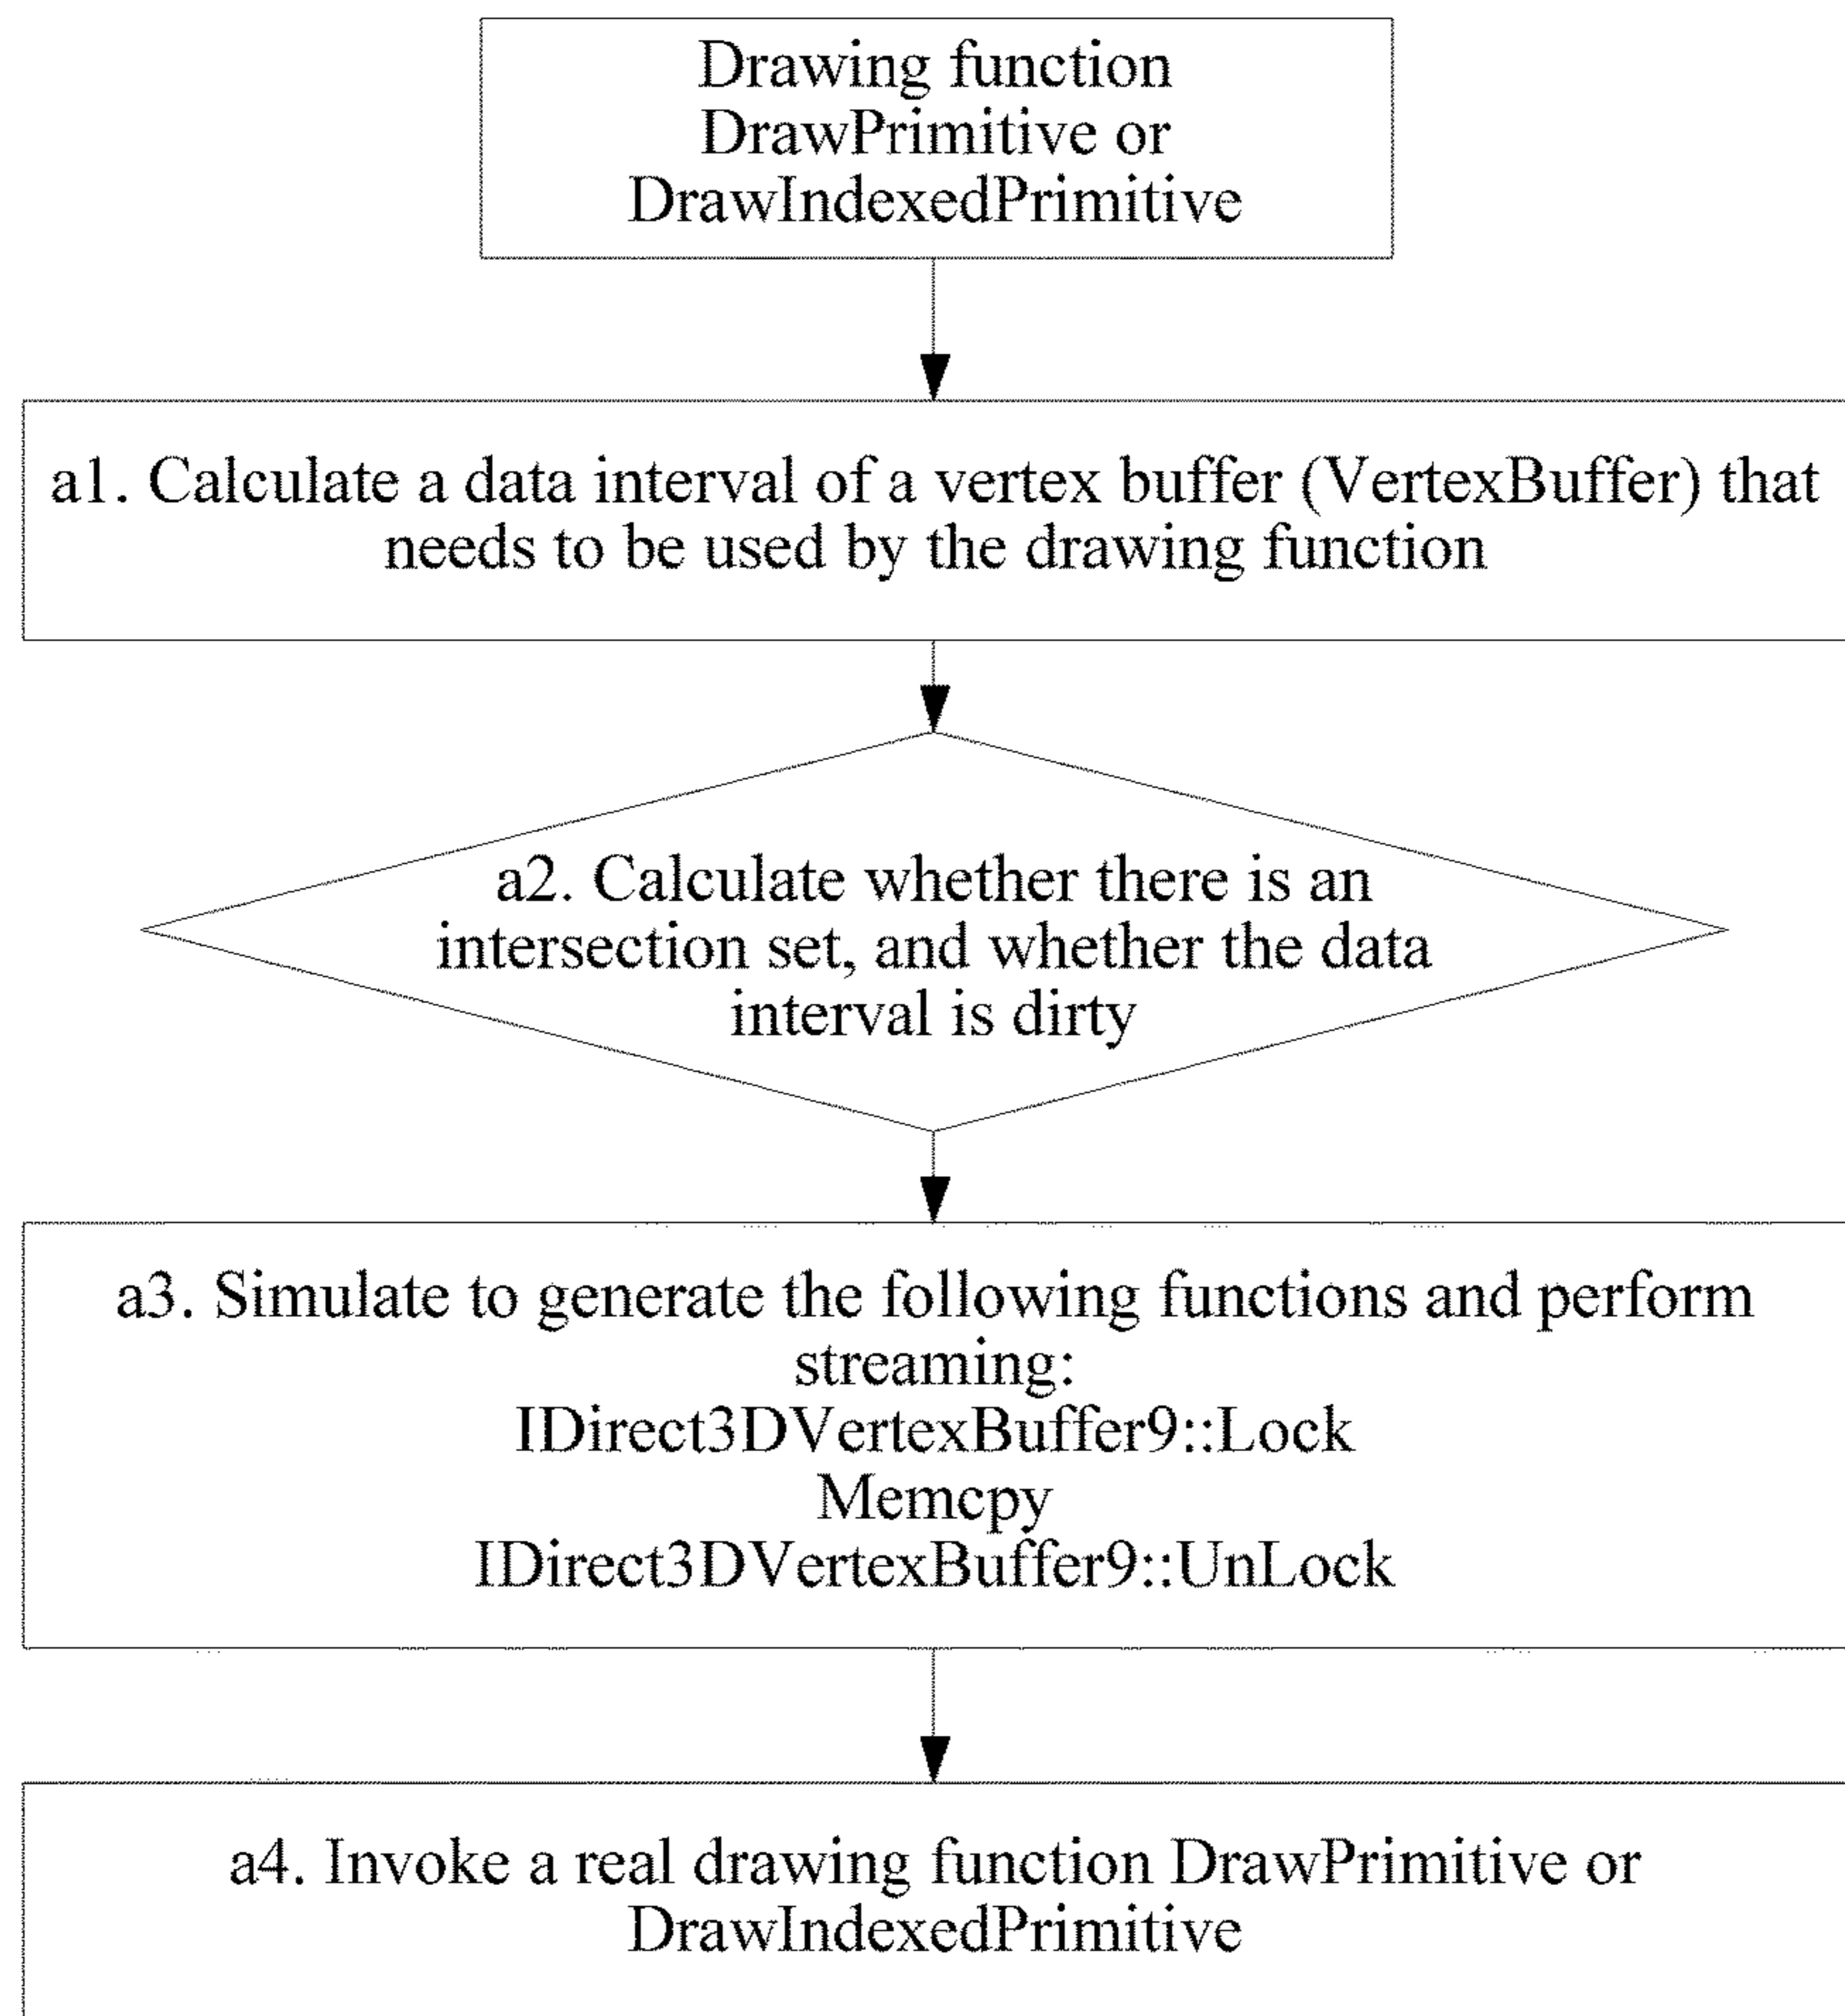 Drawing function
DrawPrimitive or
DrawIndexedPrimitive
a1. Calculate a data interval of a vertex buffer (VertexBuffer) that
needs to be used by the drawing function
a2. Calculate whether there is an
intersection set, and whether the data
interval is dirty
a3. Simulate to generate the following functions and perform
streaming:
IDirect3DVertexBuffer9::Lock
Memcpy
IDirect3DVertexBuffer9::UnLock
a4. Invoke a real drawing function DrawPrimitive or
DrawIndexedPrimitive